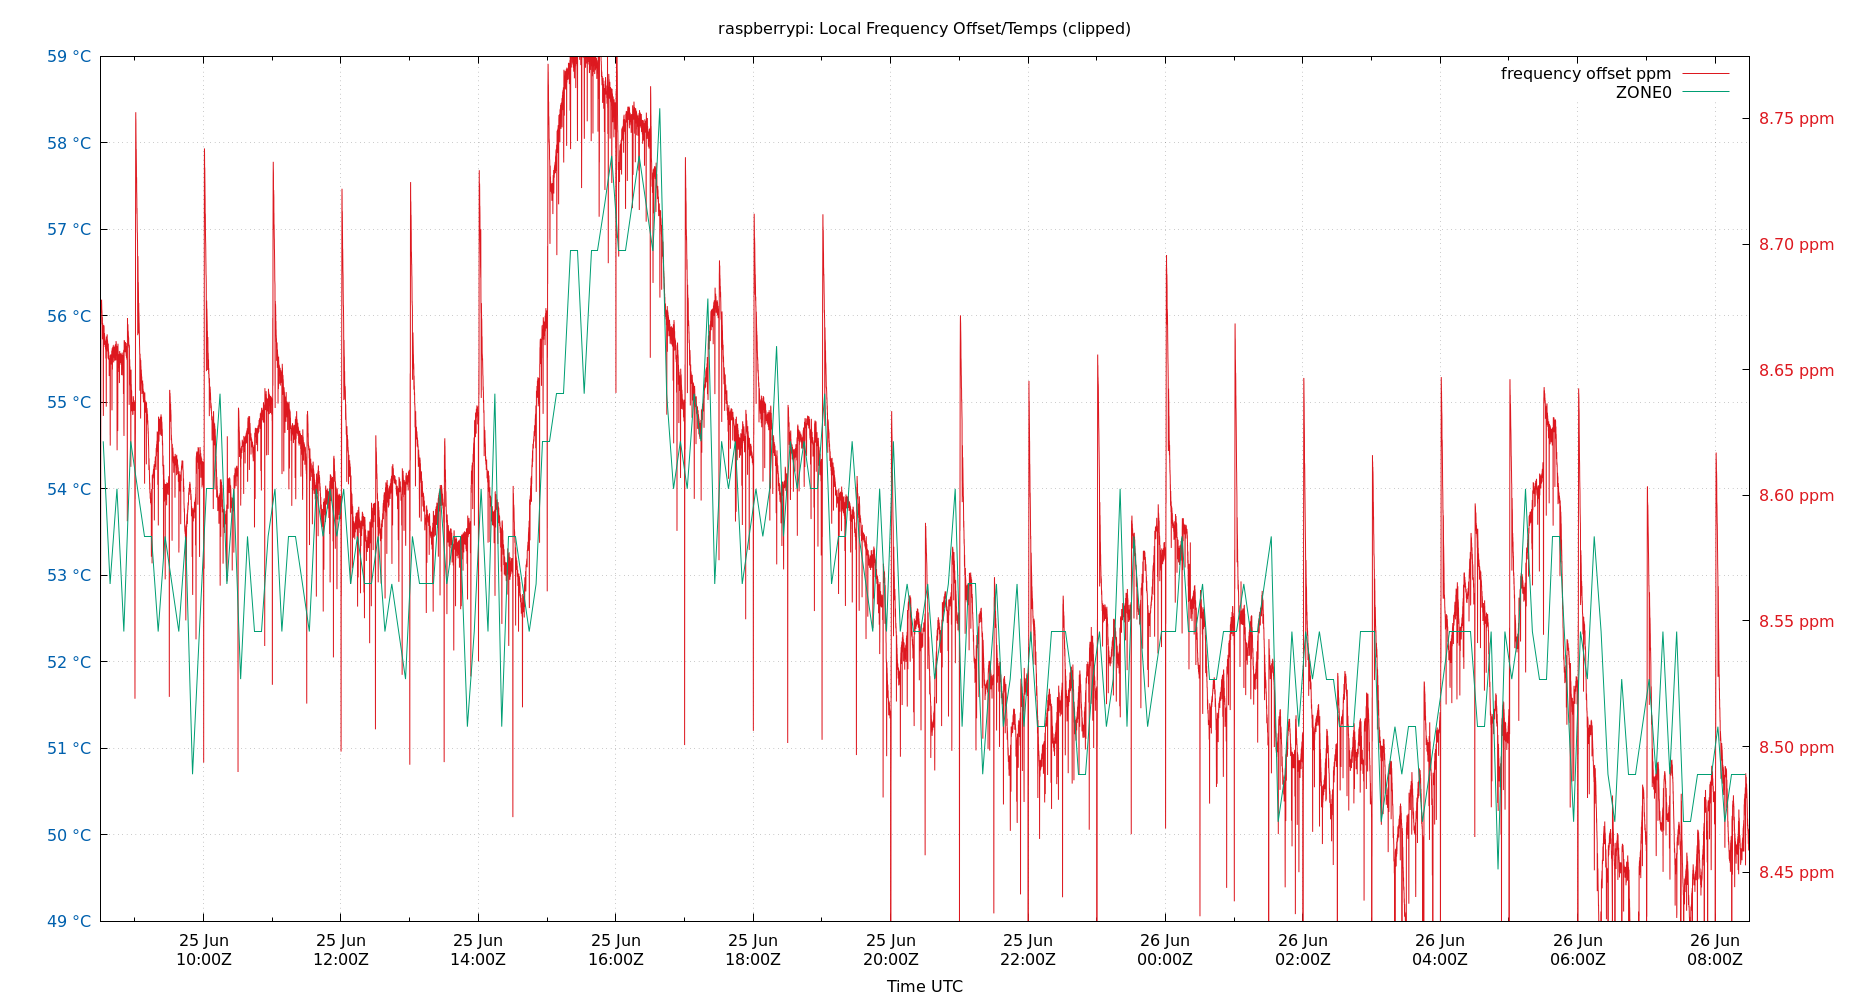 raspberrypi: Local Frequency Offset/Temps (clipped)
frequency offset ppm
ZONE0
59 °C
58 °C
57 °C
56 °C
55 °C
54 °C
53 °C
52 °C
51 °C
50 °C
49 °C
8.75 ppm
8.70 ppm
8.65 ppm
8.60 ppm
8.55 ppm
8.50 ppm
8.45 ppm
25 Jun
10:00Z
25 Jun
12:00Z
25 Jun
14:00Z
25 Jun
16:00Z
25 Jun
18:00Z
25 Jun
20:00Z
25 Jun
22:00Z
26 Jun
00:00Z
26 Jun
02:00Z
26 Jun
04:00Z
26 Jun
06:00Z
26 Jun
08:00Z
Time UTC